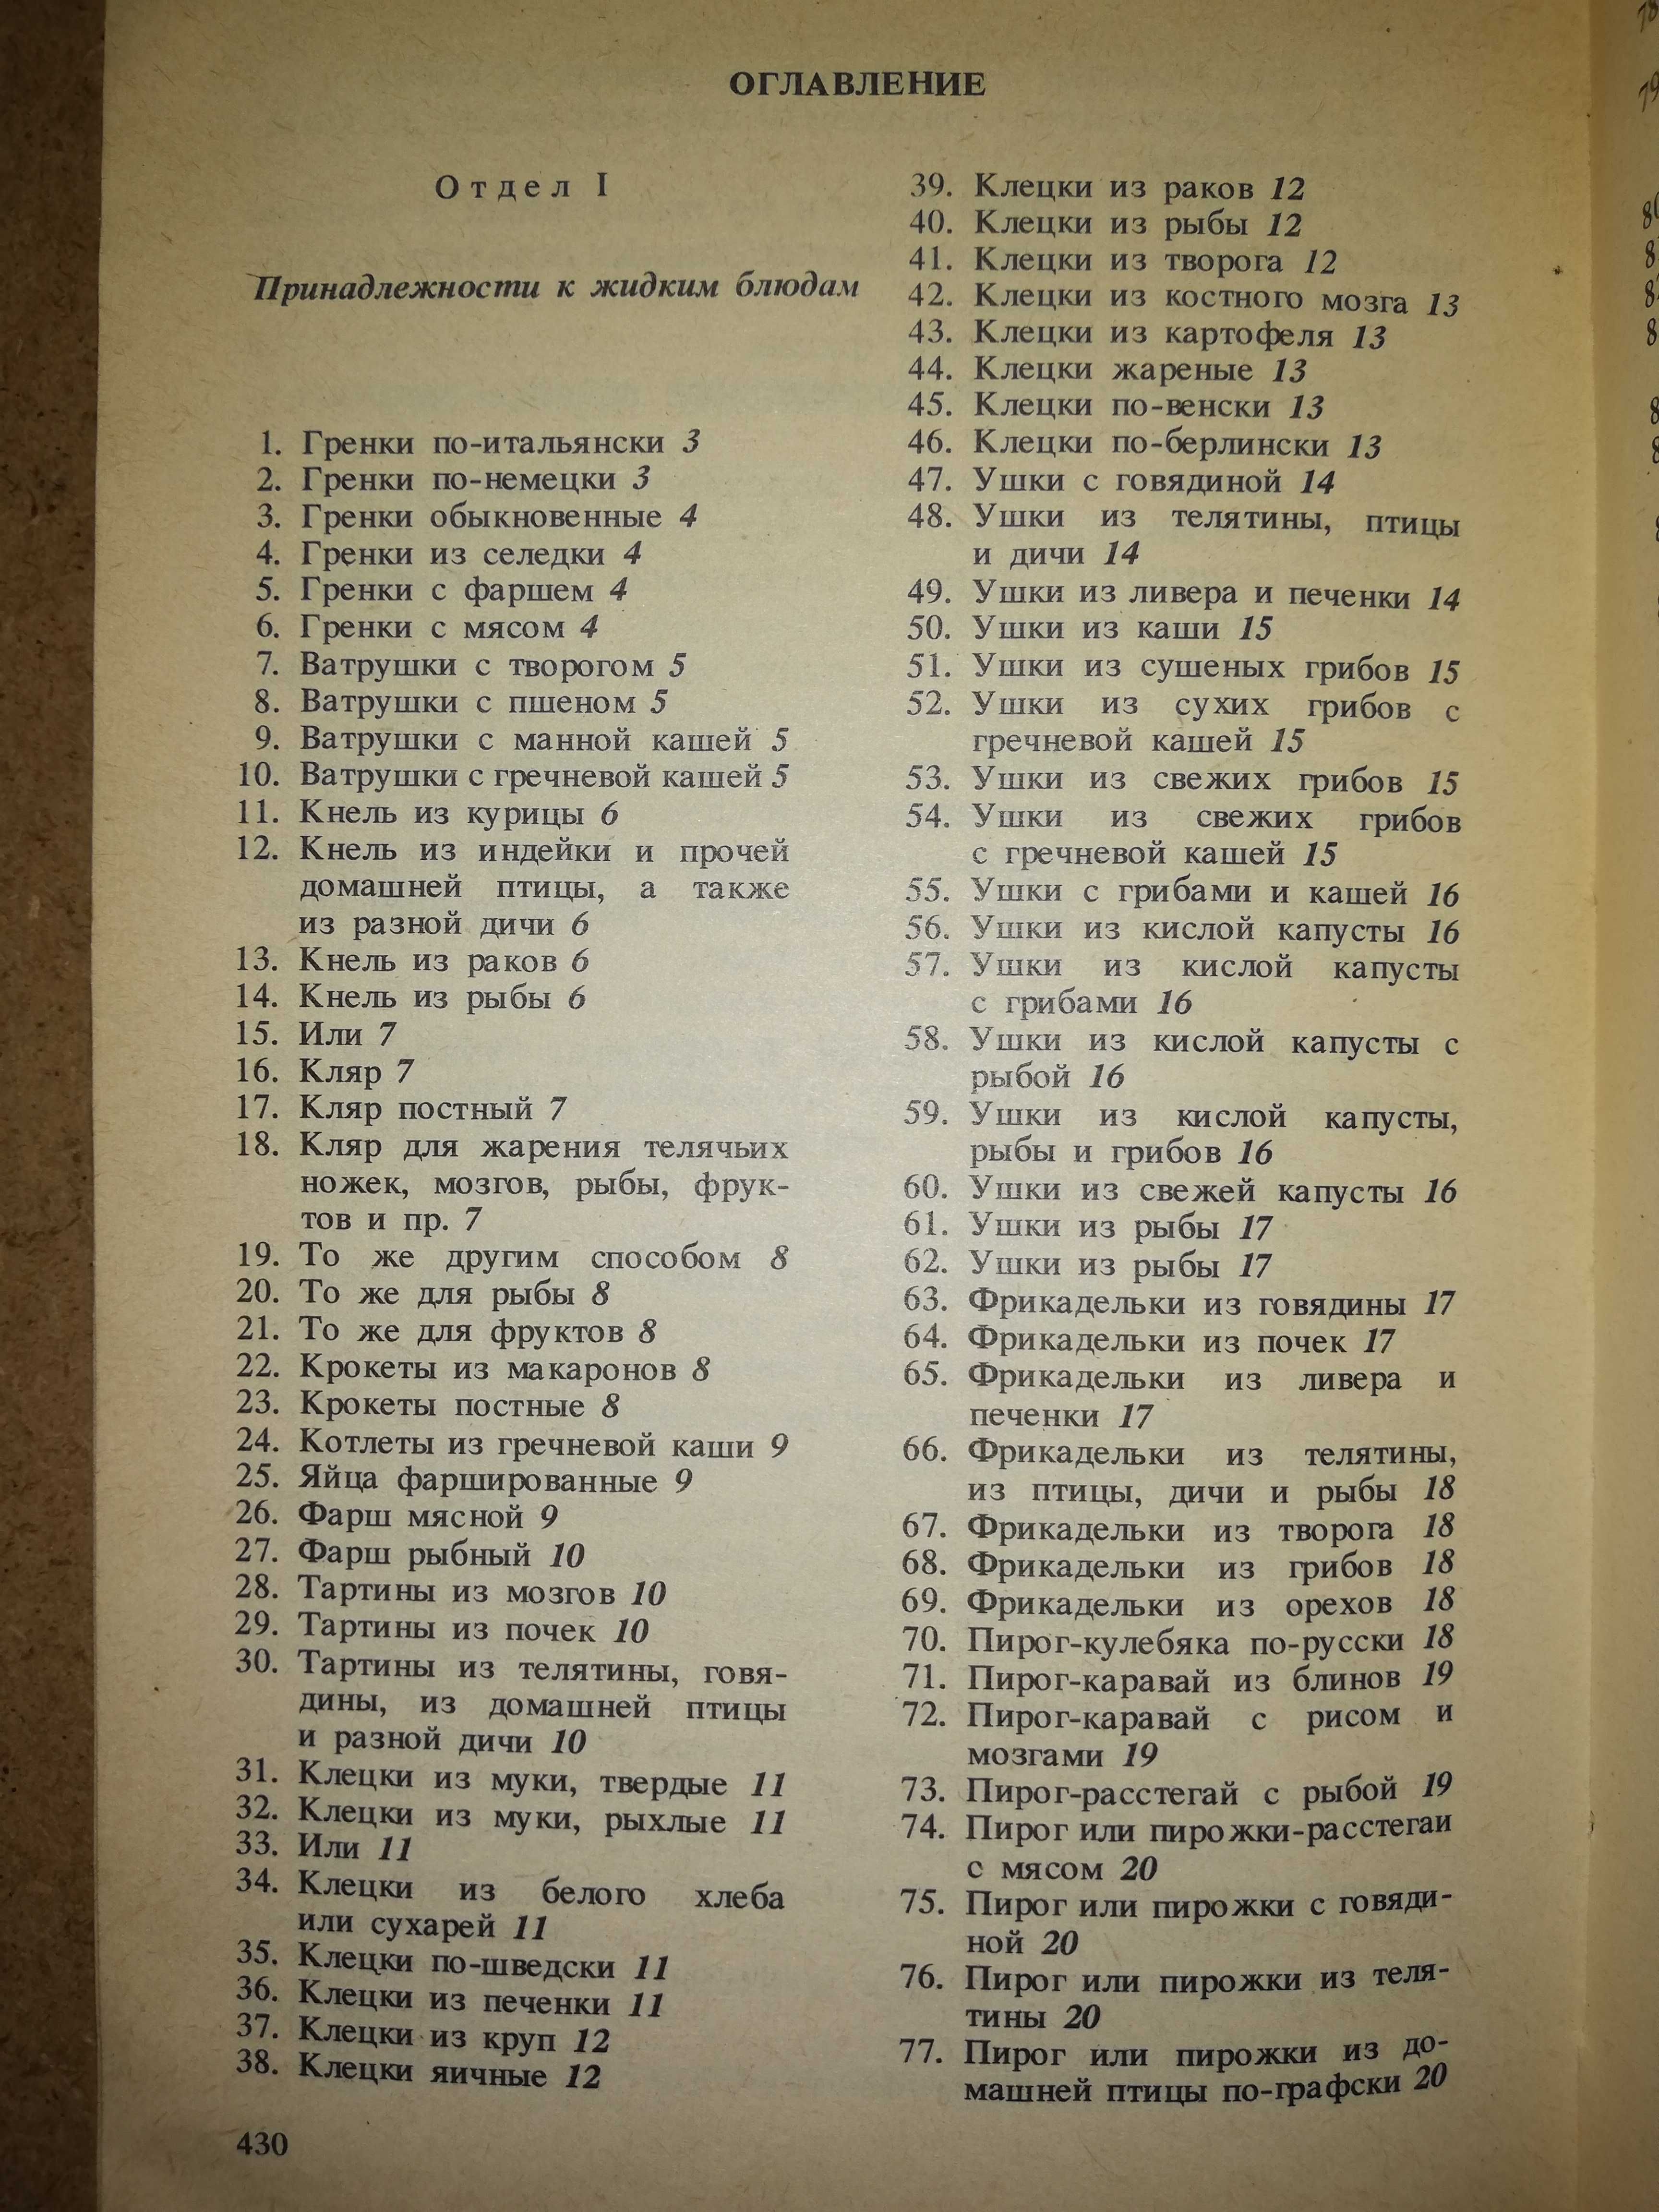 ОГЛАВЛЕНИЕ
Отдел I
Принадлежности к жидким блюдам
1. Гренки по-итальянски 3
2. Гренки по-немецки 3
3. Гренки обыкновенные 4
4. Гренки из селедки 4
5. Гренки с фаршем 4
6. Гренки с мясом 4
7. Ватрушки с творогом 5
8. Ватрушки с пшеном 5
9. Ватрушки с манной кашей 5
10. Ватрушки с гречневой кашей 5
11. Кнель из курицы 6
12. Кнель из индейки и прочей
домашней птицы, а также
из разной дичи 6
13. Кнель из раков 6
14. Кнель из рыбы 6
15. Или 7
16. Кляр 7
17. Кляр постный 7
18. Кляр для жарения телячьих
ножек, мозгов, рыбы, фрук-
тов и пр. 7
19. То же другим способом 8
20. То же для рыбы 8
21. То же для фруктов 8
22. Крокеты из макаронов 8
23. Крокеты постные 8
24. Котлеты из гречневой каши 9
25. Яйца фаршированные 9
26. Фарш мясной 9
27. Фарш рыбный 10
28. Тартины из мозгов 10
29. Тартины из почек 10
30. Тартины из телятины, говя-
дины, из домашней птицы
и разной дичи 10
31. Клецки из муки, твердые 11
32. Клецки из муки, рыхлые 11
33. Или 11
34. Клецки из белого хлеба
или сухарей 11
35. Клецки по-шведски 11
36. Клецки из печенки 11
37. Клецки из круп 12
38. Клецки яичные 12
39. Клецки из раков 12
40. Клецки из рыбы 12
41. Клецки из творога 12
42. Клецки из костного мозга 13
43. Клецки из картофеля 13
44. Клецки жареные 13
45. Клецки по-венски 13
46. Клецки по-берлински 13
47. Ушки с говядиной 14
48. Ушки из телятины, птицы
и дичи 14
49. Ушки из ливера и печенки 14
50. Ушки из каши 15
51. Ушки из сушеных грибов 15
52. Ушки из сухих грибов с
гречневой кашей 15
53. Ушки из свежих грибов 15
54. Ушки из свежих грибов
с гречневой кашей 15
55. Ушки с грибами и кашей 16
56. Ушки из кислой капусты 16
57. Ушки из кислой капусты
с грибами 16
58. Ушки из кислой капусты с
рыбой 16
59. Ушки из кислой капусты,
рыбы и грибов 16
60. Ушки из свежей капусты 16
61. Ушки из рыбы 17
62. Ушки из рыбы 17
63. Фрикадельки из говядины 17
64. Фрикадельки из почек 17
65. Фрикадельки из ливера и
печенки 17
66. Фрикадельки из телятины,
из птицы, дичи и рыбы 18
67. Фрикадельки из творога 18
68. Фрикадельки из грибов 18
69. Фрикадельки из орехов 18
70. Пирог-кулебяка по-русски 18
71. Пирог-каравай из блинов 19
72. Пирог-каравай с рисом и
мозгами 19
73. Пирог-расстегай с рыбой 19
74. Пирог или пирожки-расстегаи
с мясом 20
75. Пирог или пирожки с говяди-
ной 20
76. Пирог или пирожки из теля-
тины 20
77. Пирог или пирожки из до-
машней птицы по-графски 20
430